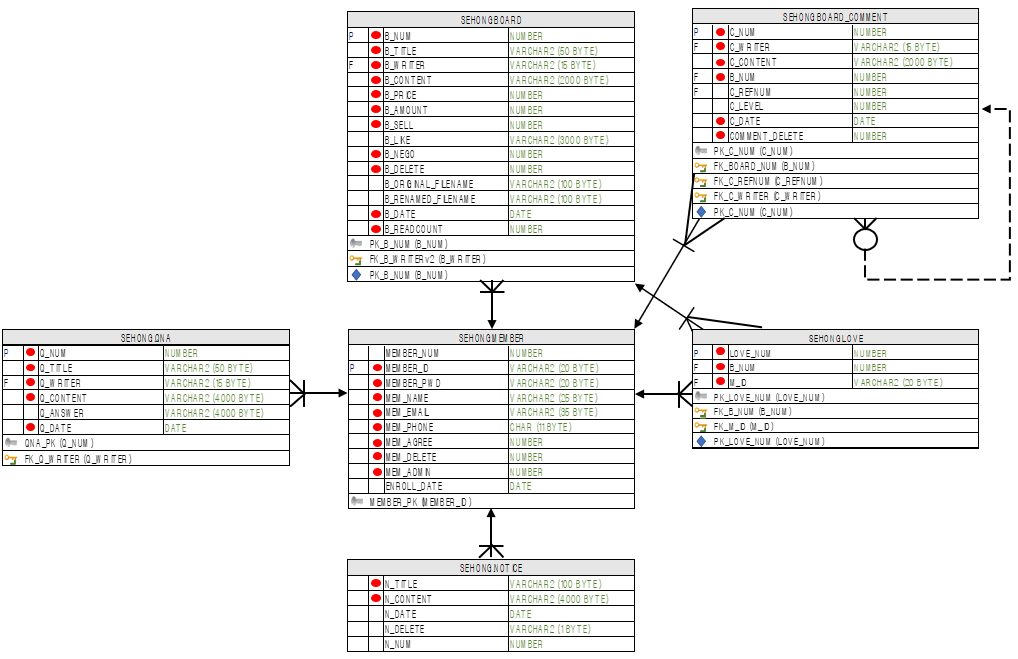 SEHONGBOARD
P B_NUM NUMBER
B_TITLE VARCHAR2 (50 BYTE)
F B_WRITER VARCHAR2 (15 BYTE)
B_CONTENT VARCHAR2 (2000 BYTE)
B_PRICE NUMBER
B_AMOUNT NUMBER
B_SELL NUMBER
B_LIKE VARCHAR2 (3000 BYTE)
B_NEGO NUMBER
B_DELETE NUMBER
B_ORIGINAL_FILENAME VARCHAR2 (100 BYTE)
B_RENAMED_FILENAME VARCHAR2 (100 BYTE)
B_DATE DATE
B_READCOUNT NUMBER
PK_B_NUM (B_NUM)
FK_B_WRITERv2 (B_WRITER)
PK_B_NUM (B_NUM)
SEHONGBOARD_COMMENT
P C_NUM NUMBER
F C_WRITER VARCHAR2 (15 BYTE)
C_CONTENT VARCHAR2 (2000 BYTE)
F B_NUM NUMBER
F C_REFNUM NUMBER
C_LEVEL NUMBER
C_DATE DATE
COMMENT_DELETE NUMBER
PK_C_NUM (C_NUM)
FK_BOARD_NUM (B_NUM)
FK_C_REFNUM (C_REFNUM)
FK_C_WRITER (C_WRITER)
PK_C_NUM (C_NUM)
SEHONGQNA
P Q_NUM NUMBER
Q_TITLE VARCHAR2 (50 BYTE)
F Q_WRITER VARCHAR2 (15 BYTE)
Q_CONTENT VARCHAR2 (4000 BYTE)
Q_ANSWER VARCHAR2 (4000 BYTE)
Q_DATE DATE
QNA_PK (Q_NUM)
FK_Q_WRITER (Q_WRITER)
SEHONGMEMBER
MEMBER_NUM NUMBER
P MEMBER_ID VARCHAR2 (20 BYTE)
MEMBER_PWD VARCHAR2 (20 BYTE)
MEM_NAME VARCHAR2 (25 BYTE)
MEM_EMAIL VARCHAR2 (35 BYTE)
MEM_PHONE CHAR (11 BYTE)
MEM_AGREE NUMBER
MEM_DELETE NUMBER
MEM_ADMIN NUMBER
ENROLL_DATE DATE
MEMBER_PK (MEMBER_ID)
SEHONGLOVE
P LOVE_NUM NUMBER
F B_NUM NUMBER
F M_ID VARCHAR2 (20 BYTE)
PK_LOVE_NUM (LOVE_NUM)
FK_B_NUM (B_NUM)
FK_M_ID (M_ID)
PK_LOVE_NUM (LOVE_NUM)
SEHONGNOTICE
N_TITLE VARCHAR2 (100 BYTE)
N_CONTENT VARCHAR2 (4000 BYTE)
N_DATE DATE
N_DELETE VARCHAR2 (1 BYTE)
N_NUM NUMBER